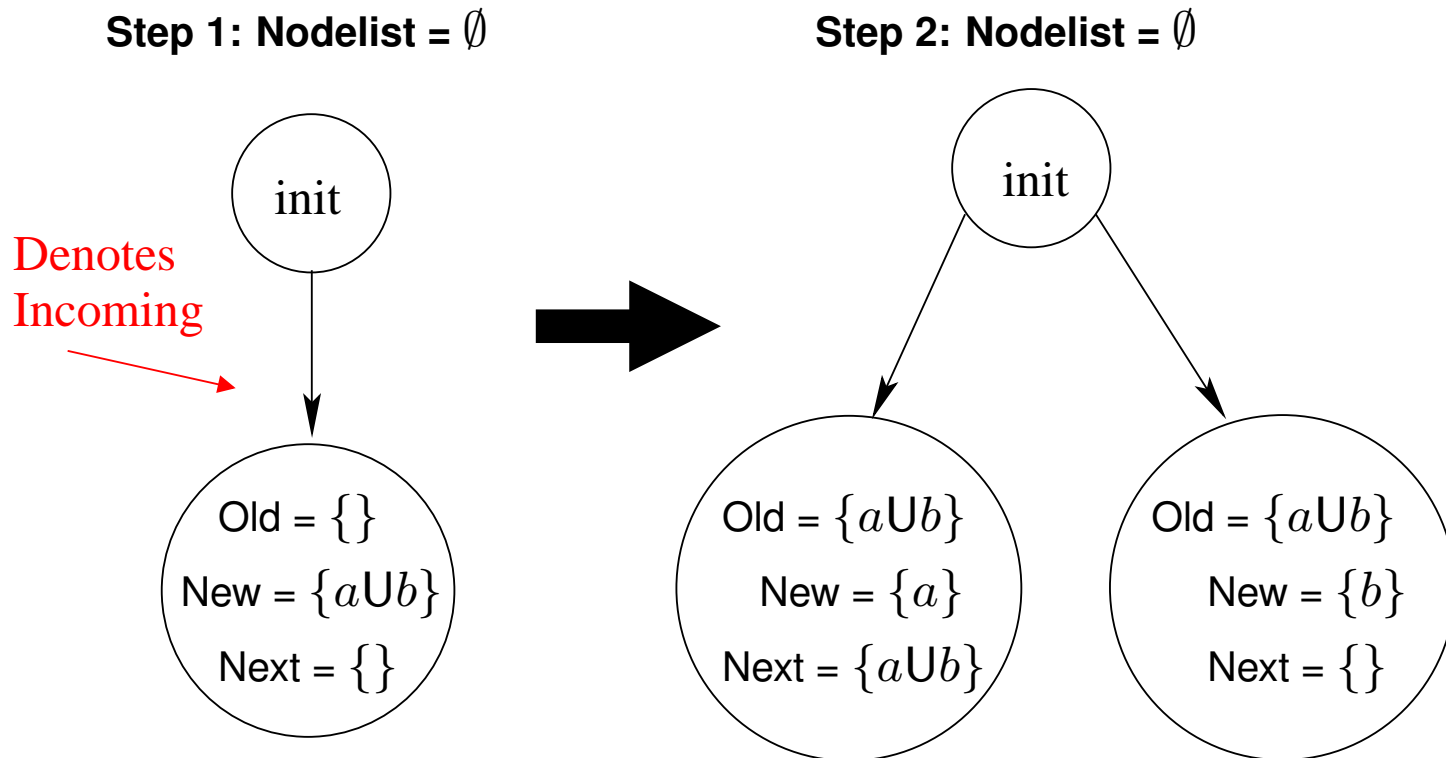 Step 1: Nodelist = ∅
init
Denotes
Incoming
Old = {}
New = {aUb}
Next = {}
Step 2: Nodelist = ∅
init
Old = {aUb}
New = {a}
Next = {aUb}
Old = {aUb}
New = {b}
Next = {}